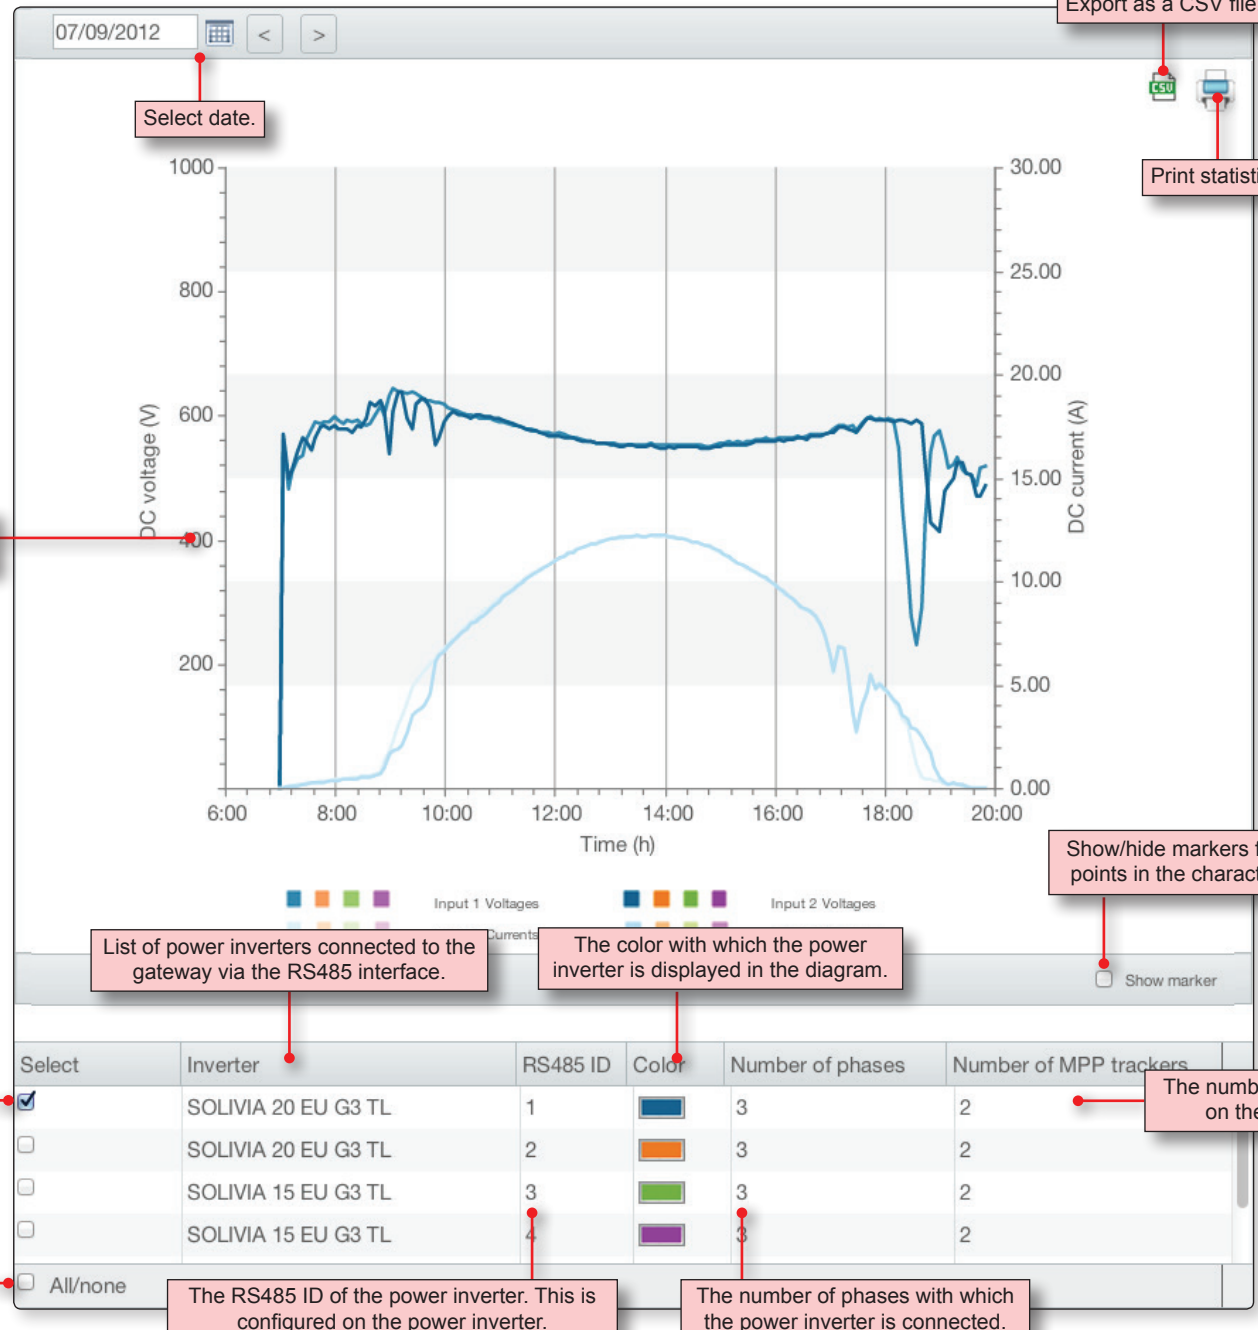 Export as a CSV file
07/09/2012
<
>
CSV
Select date.
Print
1000
800
600
400
200
30.00
25.00
20.00
15.00
10.00
5.00
0.00
DC voltage (V)
DC current (A)
6:00
8:00
10:00
12:00
14:00
16:00
18:00
20:00
Time (h)
Show/hide markers
points in the
Input 1 Voltages
Input 2 Voltages
Currents
List of power inverters connected to the
gateway via the RS485 interface.
The color with which the power
inverter is displayed in the diagram.
Show marker
Select Inverter RS485 ID Color Number of phases Number of MPP trackers
SOLIVIA 20 EU G3 TL 1 3 2
The
on
SOLIVIA 20 EU G3 TL 2 3 2
SOLIVIA 15 EU G3 TL 3 3 2
SOLIVIA 15 EU G3 TL 4 3 2
All/none
The RS485 ID of the power inverter. This is
configured on the power inverter.
The number of phases with which
the power inverter is connected.